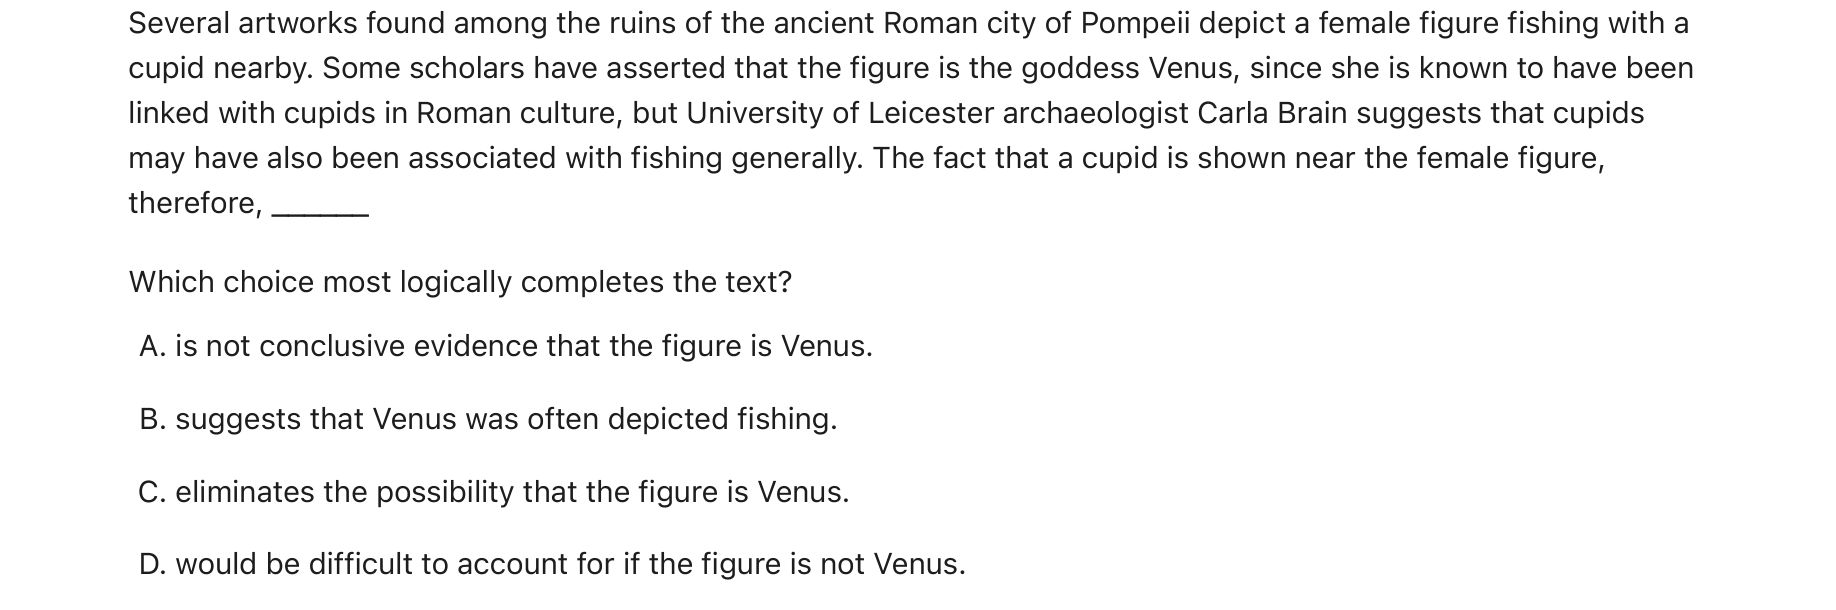 Several artworks found among the ruins of the ancient Roman city of Pompeii depict a female figure fishing with a
cupid nearby. Some scholars have asserted that the figure is the goddess Venus, since she is known to have been
linked with cupids in Roman culture, but University of Leicester archaeologist Carla Brain suggests that cupids
may have also been associated with fishing generally. The fact that a cupid is shown near the female figure,
therefore, ______
Which choice most logically completes the text?
A. is not conclusive evidence that the figure is Venus.
B. suggests that Venus was often depicted fishing.
C. eliminates the possibility that the figure is Venus.
D. would be difficult to account for if the figure is not Venus.